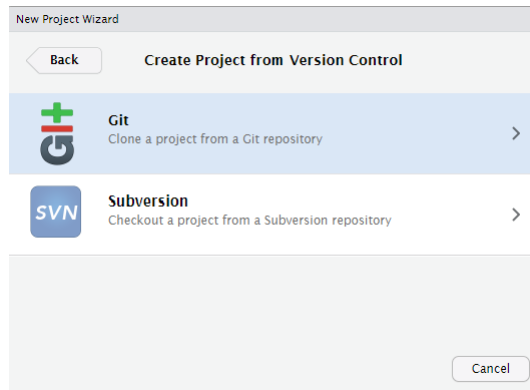 New Project Wizard
Back
Create Project from Version Control
git
Git
Clone a project from a Git repository
SVN
Subversion
Checkout a project from a Subversion repository
Cancel